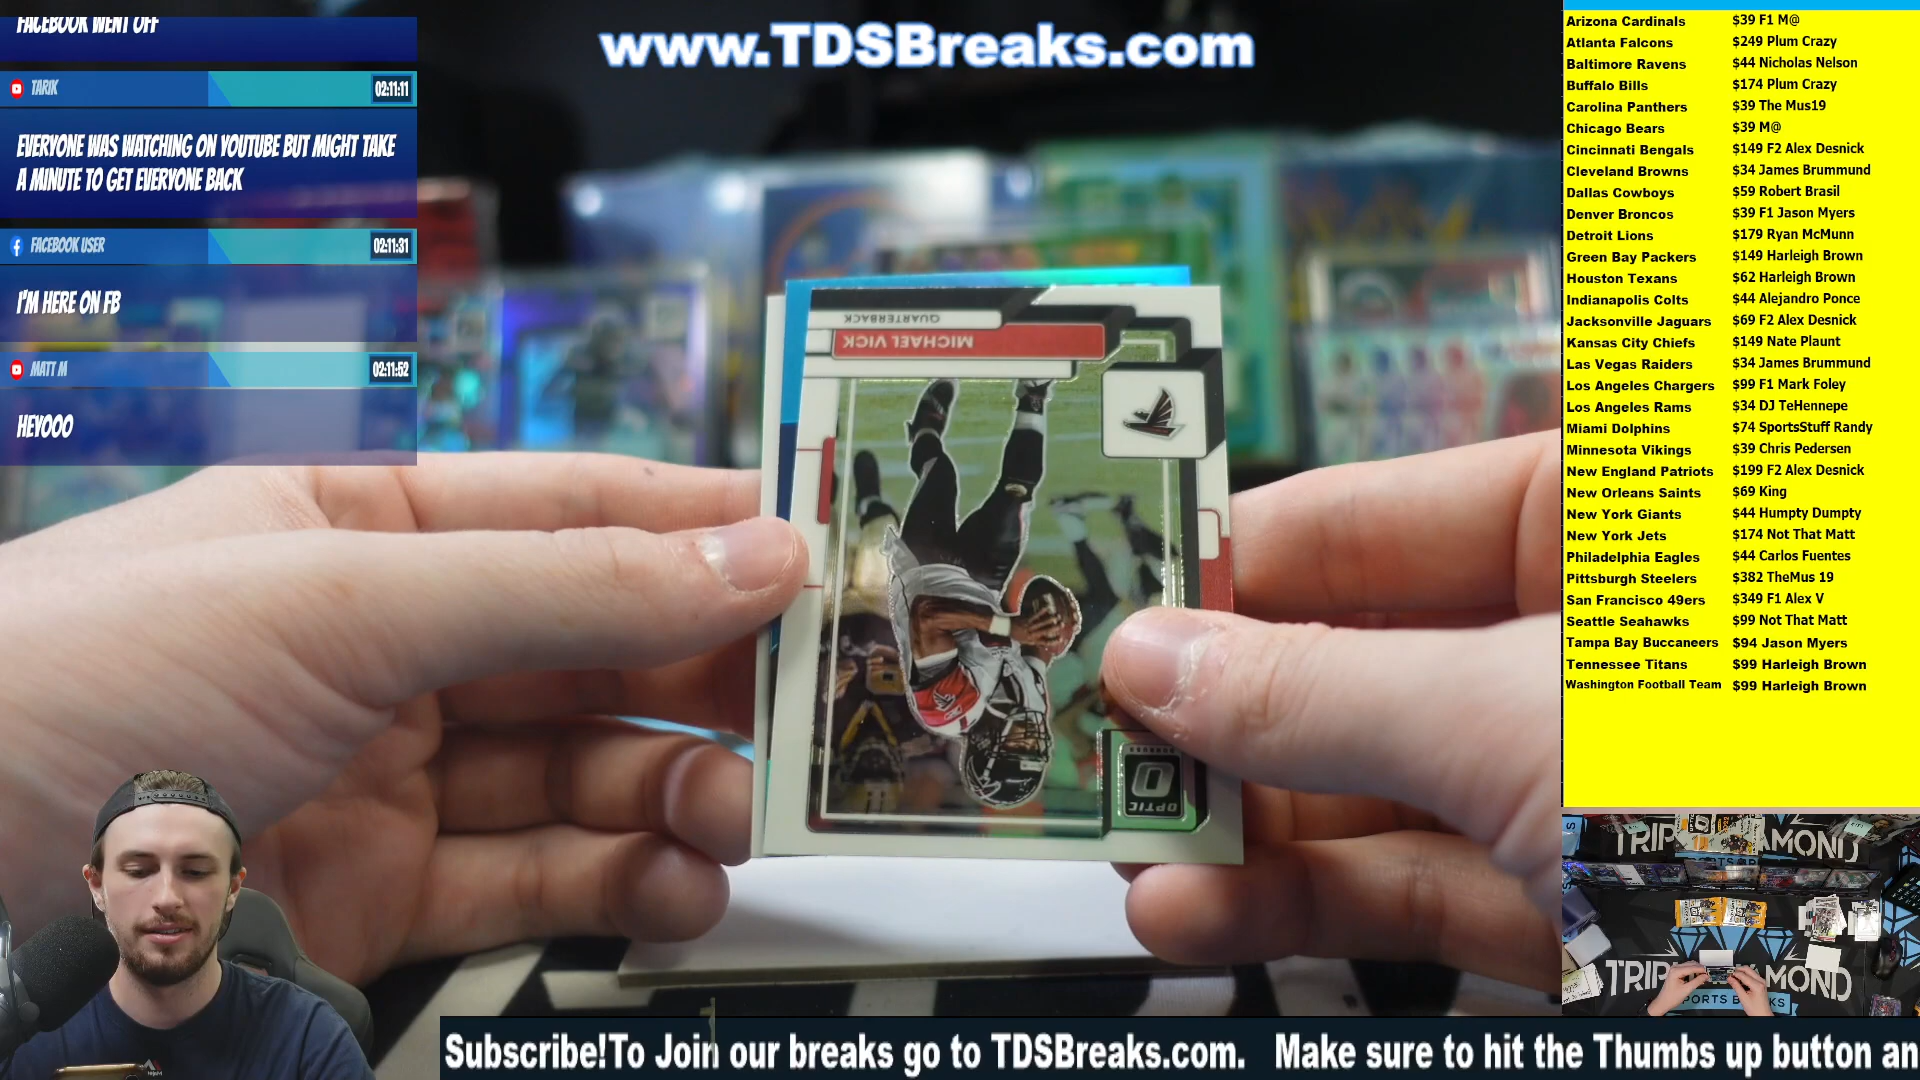 FACEBOOK WENT OFF
TARIK
02:11:11
EVERYONE WAS WATCHING ON YOUTUBE BUT MIGHT TAKE
A MINUTE TO GET EVERYONE BACK
FACEBOOK USER
02:11:31
I'M HERE ON FB
MATT M
02:11:52
HEYOOO
www.TDSBreaks.com
QUARTERBACK
MICHAEL VICK
OPTIC
Arizona Cardinals $39 F1 M@
Atlanta Falcons $249 Plum Crazy
Baltimore Ravens $44 Nicholas Nelson
Buffalo Bills $174 Plum Crazy
Carolina Panthers $39 The Mus19
Chicago Bears $39 M@
Cincinnati Bengals $149 F2 Alex Desnick
Cleveland Browns $34 James Brummund
Dallas Cowboys $59 Robert Brasil
Denver Broncos $39 F1 Jason Myers
Detroit Lions $179 Ryan McMunn
Green Bay Packers $149 Harleigh Brown
Houston Texans $62 Harleigh Brown
Indianapolis Colts $44 Alejandro Ponce
Jacksonville Jaguars $69 F2 Alex Desnick
Kansas City Chiefs $149 Nate Plaunt
Las Vegas Raiders $34 James Brummund
Los Angeles Chargers $99 F1 Mark Foley
Los Angeles Rams $34 DJ TeHennepe
Miami Dolphins $74 SportsStuff Randy
Minnesota Vikings $39 Chris Pedersen
New England Patriots $199 F2 Alex Desnick
New Orleans Saints $69 King
New York Giants $44 Humpty Dumpty
New York Jets $174 Not That Matt
Philadelphia Eagles $44 Carlos Fuentes
Pittsburgh Steelers $382 TheMus 19
San Francisco 49ers $349 F1 Alex V
Seattle Seahawks $99 Not That Matt
Tampa Bay Buccaneers $94 Jason Myers
Tennessee Titans $99 Harleigh Brown
Washington Football Team $99 Harleigh Brown
Subscribe!To Join our breaks go to TDSBreaks.com. Make sure to hit the Thumbs up button an